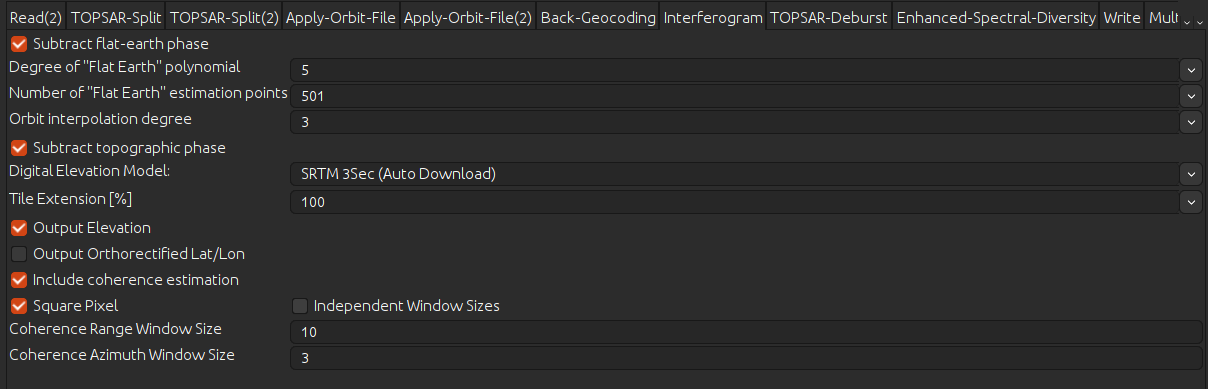 Read(2) TOPSAR-Split TOPSAR-Split(2) Apply-Orbit-File Apply-Orbit-File(2) Back-Geocoding Interferogram TOPSAR-Deburst Enhanced-Spectral-Diversity Write Mult
Subtract flat-earth phase
Degree of "Flat Earth" polynomial 5
Number of "Flat Earth" estimation points 501
Orbit interpolation degree 3
Subtract topographic phase
Digital Elevation Model: SRTM 3Sec (Auto Download)
Tile Extension [%] 100
Output Elevation
Output Orthorectified Lat/Lon
Include coherence estimation
Square Pixel Independent Window Sizes
Coherence Range Window Size 10
Coherence Azimuth Window Size 3